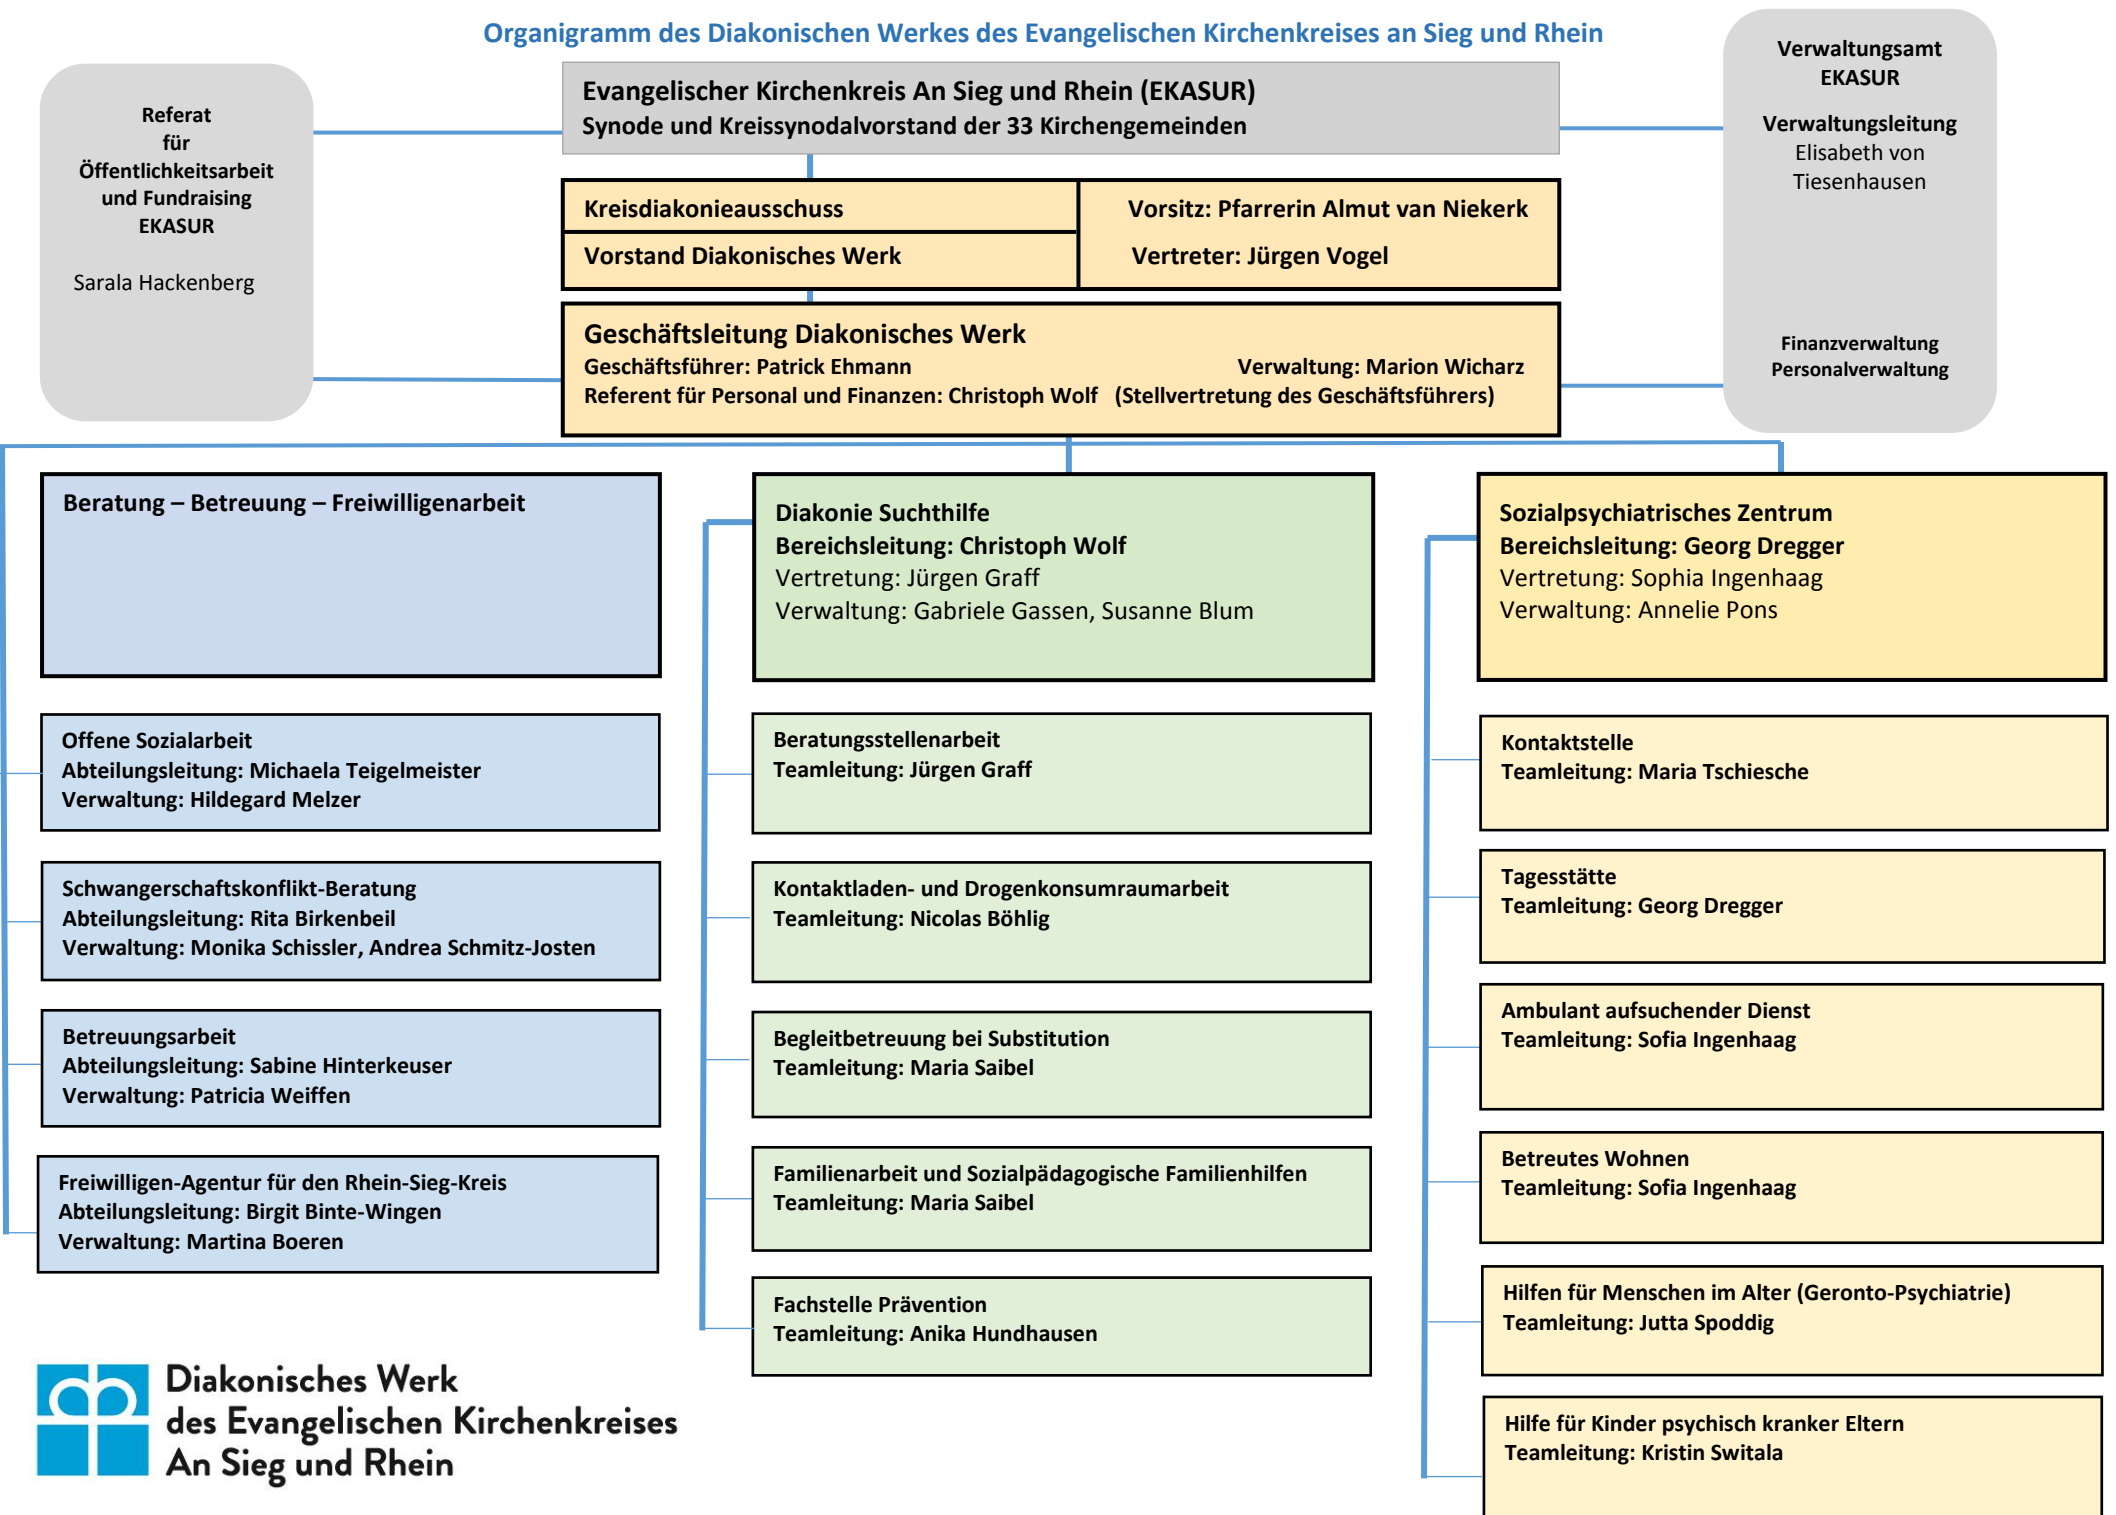 Organigramm des Diakonischen Werkes des Evangelischen Kirchenkreises an Sieg und Rhein
Referat
für
Öffentlichkeitsarbeit
und Fundraising
EKASUR
Sarala Hackenberg
Evangelischer Kirchenkreis An Sieg und Rhein (EKASUR)
Synode und Kreissynodalvorstand der 33 Kirchengemeinden
Verwaltungsamt
EKASUR
Verwaltungsleitung
Elisabeth von
Tiesenhausen
Finanzverwaltung
Personalverwaltung
Kreisdiakonieausschuss
Vorstand Diakonisches Werk
Vorsitz: Pfarrerin Almut van Niekerk
Vertreter: Jürgen Vogel
Geschäftsleitung Diakonisches Werk
Geschäftsführer: Patrick Ehmann Verwaltung: Marion Wicharz
Referent für Personal und Finanzen: Christoph Wolf (Stellvertretung des Geschäftsführers)
Beratung – Betreuung – Freiwilligenarbeit
Offene Sozialarbeit
Abteilungsleitung: Michaela Teigelmeister
Verwaltung: Hildegard Melzer
Schwangerschaftskonflikt-Beratung
Abteilungsleitung: Rita Birkenbeil
Verwaltung: Monika Schissler, Andrea Schmitz-Josten
Betreuungsarbeit
Abteilungsleitung: Sabine Hinterkeuser
Verwaltung: Patricia Weiffen
Freiwilligen-Agentur für den Rhein-Sieg-Kreis
Abteilungsleitung: Birgit Binte-Wingen
Verwaltung: Martina Boeren
Diakonie Suchthilfe
Bereichsleitung: Christoph Wolf
Vertretung: Jürgen Graff
Verwaltung: Gabriele Gassen, Susanne Blum
Beratungsstellenarbeit
Teamleitung: Jürgen Graff
Kontaktladen- und Drogenkonsumraumarbeit
Teamleitung: Nicolas Böhlig
Begleitbetreuung bei Substitution
Teamleitung: Maria Saibel
Familienarbeit und Sozialpädagogische Familienhilfen
Teamleitung: Maria Saibel
Fachstelle Prävention
Teamleitung: Anika Hundhausen
Sozialpsychiatrisches Zentrum
Bereichsleitung: Georg Dregger
Vertretung: Sophia Ingenhaag
Verwaltung: Annelie Pons
Kontaktstelle
Teamleitung: Maria Tschiesche
Tagesstätte
Teamleitung: Georg Dregger
Ambulant aufsuchender Dienst
Teamleitung: Sofia Ingenhaag
Betreutes Wohnen
Teamleitung: Sofia Ingenhaag
Hilfen für Menschen im Alter (Geronto-Psychiatrie)
Teamleitung: Jutta Spoddig
Hilfe für Kinder psychisch kranker Eltern
Teamleitung: Kristin Switala
Diakonisches Werk
des Evangelischen Kirchenkreises
An Sieg und Rhein